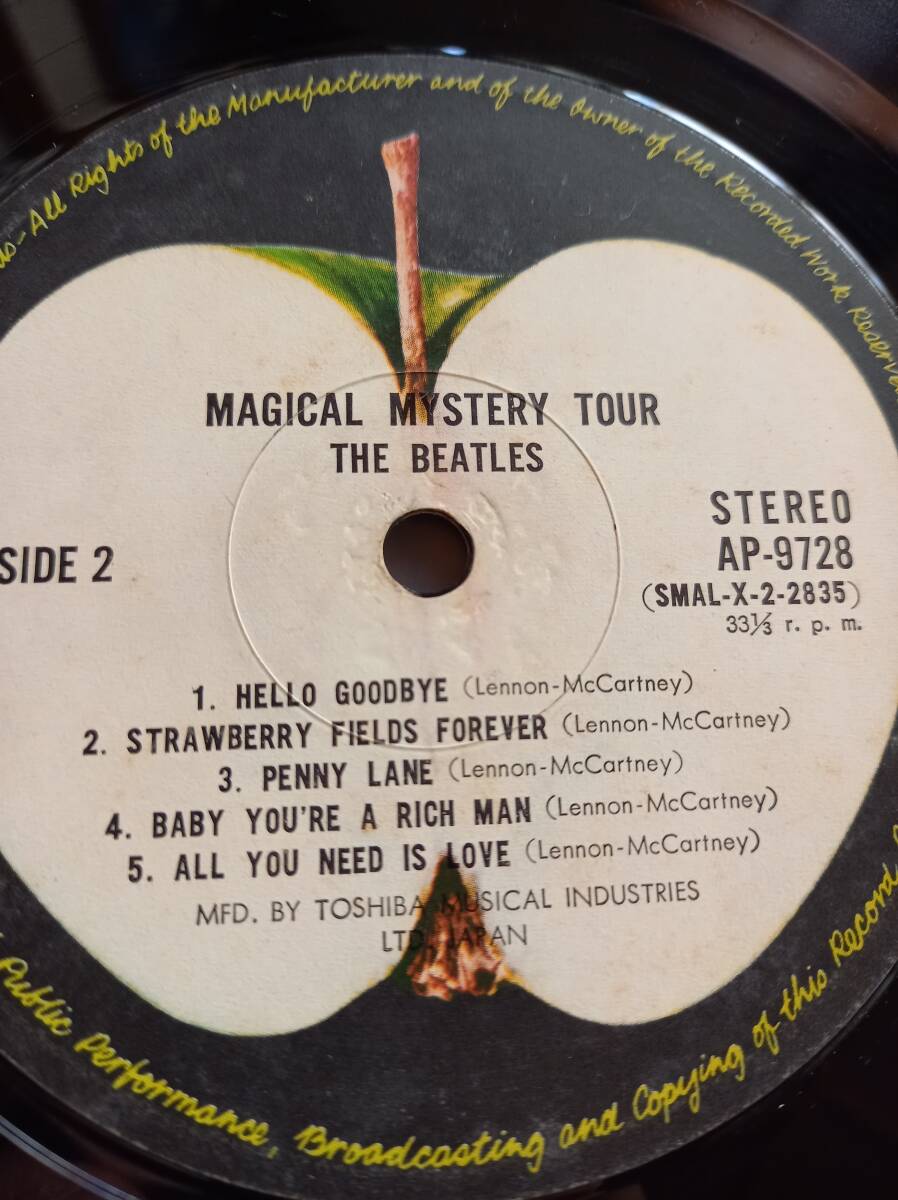 ds-All Rights of the Manufacturer and of the Owner of the Recorded Work Reserve
MAGICAL MYSTERY TOUR
THE BEATLES
SIDE 2
STEREO
AP-9728
(SMAL-X-2-2835)
33⅓ r. p. m.
1. HELLO GOODBYE (Lennon-McCartney)
2. STRAWBERRY FIELDS FOREVER (Lennon-McCartney)
3. PENNY LANE (Lennon-McCartney)
4. BABY YOU'RE A RICH MAN (Lennon-McCartney)
5. ALL YOU NEED IS LOVE (Lennon-McCartney)
MFD. BY TOSHIBA MUSICAL INDUSTRIES
LTD. JAPAN
Public Performance, Broadcasting and Copying of this Record